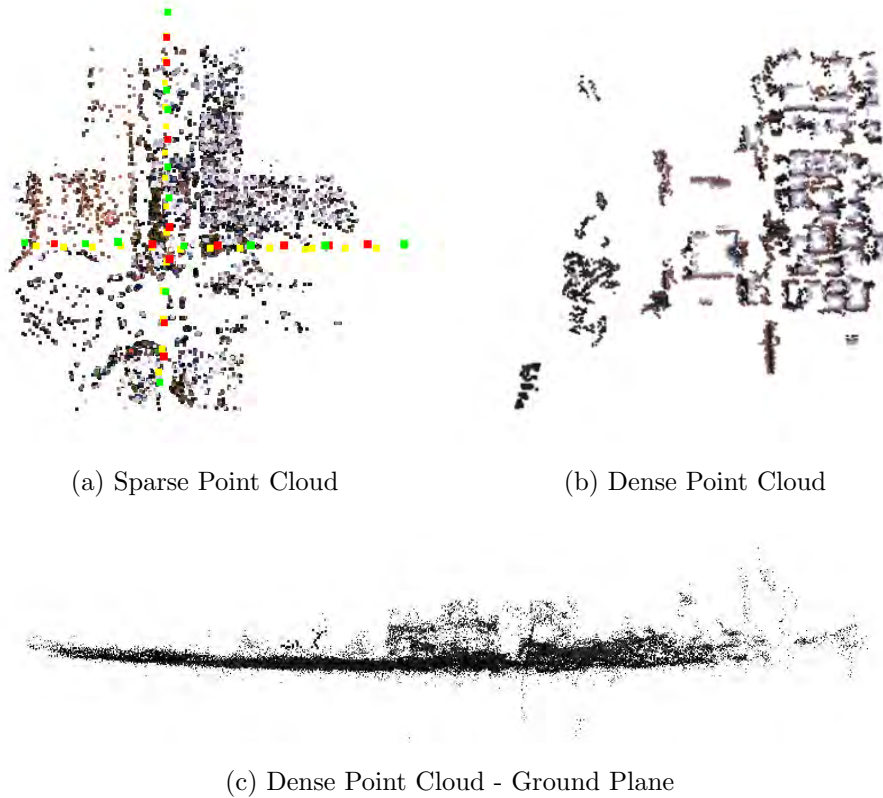 (a) Sparse Point Cloud
(b) Dense Point Cloud
(c) Dense Point Cloud - Ground Plane